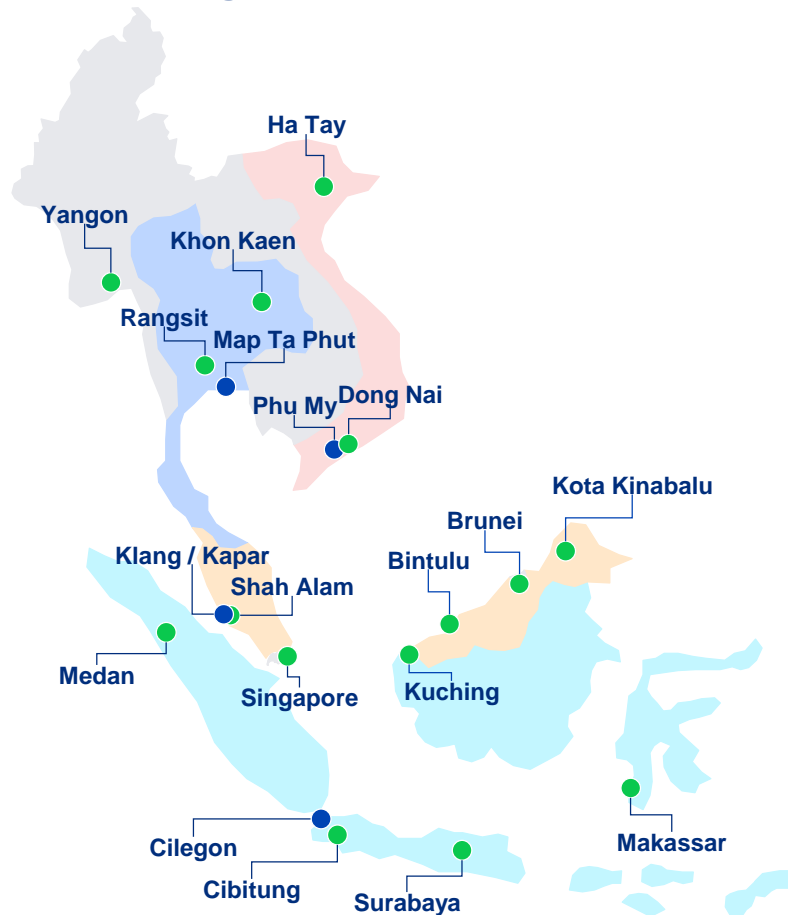 Ha Tay
Yangon
Khon Kaen
Rangsit
Map Ta Phut
Phu My
Dong Nai
Kota Kinabalu
Brunei
Klang / Kapar
Bintulu
Shah Alam
Medan
Singapore
Kuching
Makassar
Cilegon
Cibitung
Surabaya